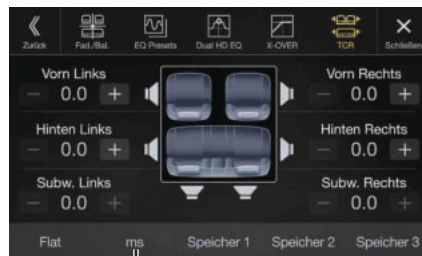 Zurück Fad./Bal. EQ Presets Dual HD EQ X-OVER TCR Schließen
Vorn Links Vorn Rechts
− 0.0 + − 0.0 +
Hinten Links Hinten Rechts
− 0.0 + − 0.0 +
Subw. Links Subw. Rechts
− 0.0 + − 0.0 +
Flat ms Speicher 1 Speicher 2 Speicher 3